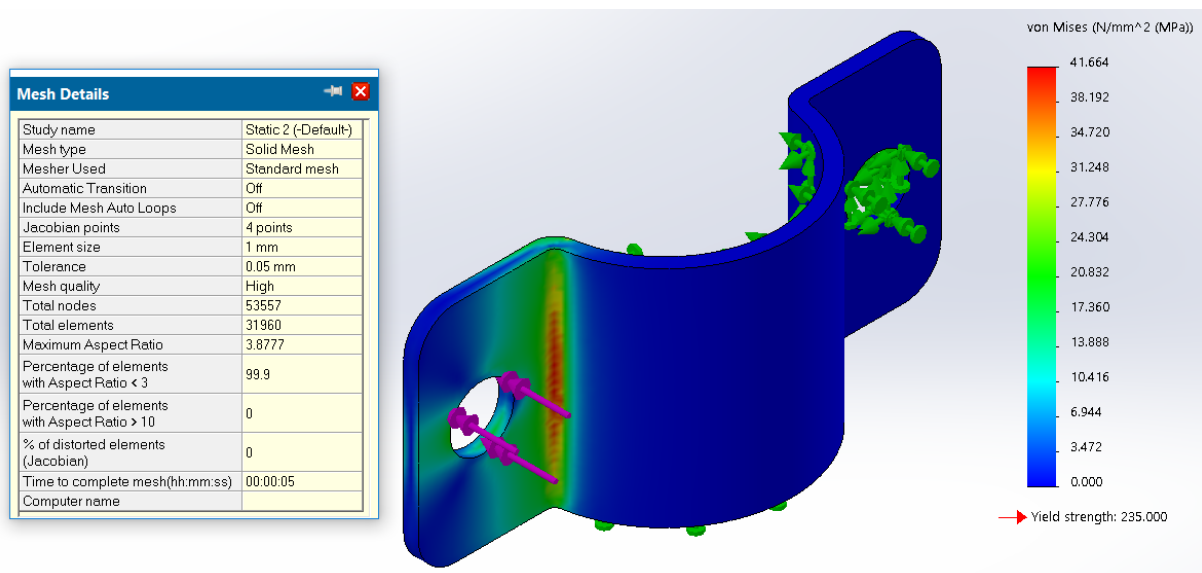 von Mises (N/mm^2 (MPa))
41.664
38.192
34.720
31.248
27.776
24.304
20.832
17.360
13.888
10.416
6.944
3.472
0.000
Yield strength: 235.000
Mesh Details
Study name Static 2 (-Default-)
Mesh type Solid Mesh
Mesher Used Standard mesh
Automatic Transition Off
Include Mesh Auto Loops Off
Jacobian points 4 points
Element size 1 mm
Tolerance 0.05 mm
Mesh quality High
Total nodes 53557
Total elements 31960
Maximum Aspect Ratio 3.8777
Percentage of elements
with Aspect Ratio < 3 99.9
Percentage of elements
with Aspect Ratio > 10 0
% of distorted elements
(Jacobian) 0
Time to complete mesh(hh:mm:ss) 00:00:05
Computer name